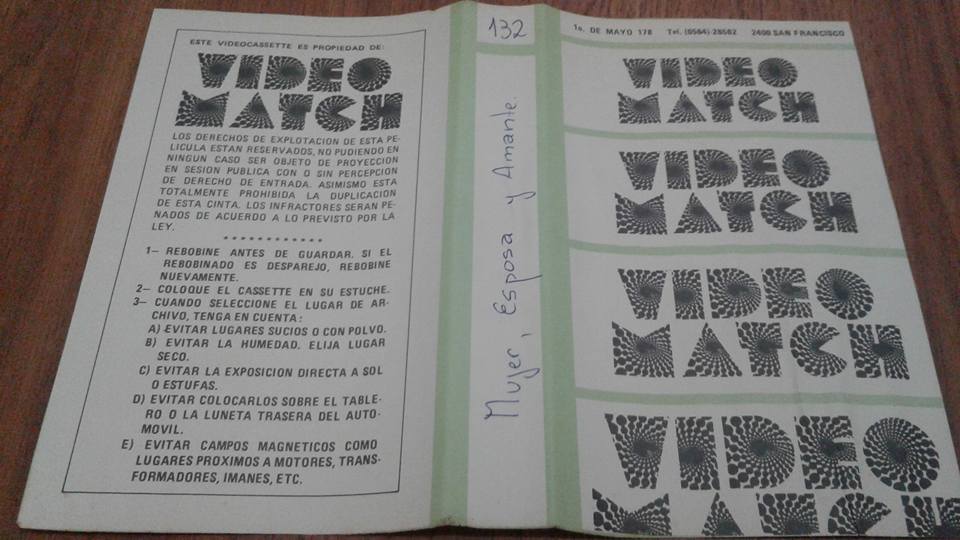 ESTE VIDEOCASSETTE ES PROPIEDAD DE:
VIDEO
MATCH
LOS DERECHOS DE EXPLOTACION DE ESTA PE-
LICULA ESTAN RESERVADOS, NO PUDIENDO EN
NINGUN CASO SER OBJETO DE PROYECCION
EN SESION PUBLICA CON O SIN PERCEPCION
DE DERECHO DE ENTRADA. ASIMISMO ESTA
TOTALMENTE PROHIBIDA LA DUPLICACION
DE ESTA CINTA. LOS INFRACTORES SERAN PE-
NADOS DE ACUERDO A LO PREVISTO POR LA
LEY.
************
1— REBOBINE ANTES DE GUARDAR. SI EL
REBOBINADO ES DESPAREJO, REBOBINE
NUEVAMENTE.
2— COLOQUE EL CASSETTE EN SU ESTUCHE.
3— CUANDO SELECCIONE EL LUGAR DE AR-
CHIVO, TENGA EN CUENTA:
A) EVITAR LUGARES SUCIOS O CON POLVO.
B) EVITAR LA HUMEDAD. ELIJA LUGAR
SECO.
C) EVITAR LA EXPOSICION DIRECTA A SOL
O ESTUFAS.
D) EVITAR COLOCARLOS SOBRE EL TABLE-
RO O LA LUNETA TRASERA DEL AUTO-
MOVIL.
E) EVITAR CAMPOS MAGNETICOS COMO
LUGARES PROXIMOS A MOTORES, TRANS-
FORMADORES, IMANES, ETC.
132
Mujer, Esposa y Amante.
1o. DE MAYO 178 Tel. (0564) 28582 2400 SAN FRANCISCO
VIDEO
MATCH
VIDEO
MATCH
VIDEO
MATCH
VIDEO
MATCH